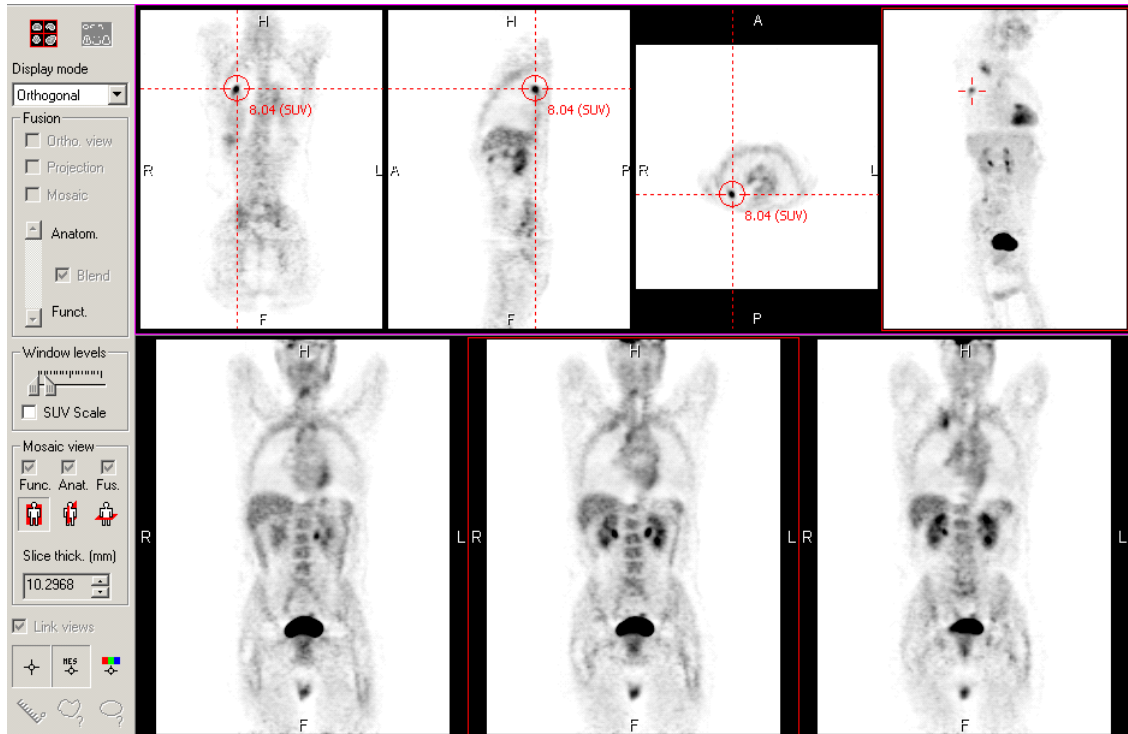 Display mode
Orthogonal
Fusion
Ortho. view
Projection
Mosaic
Anatom.
Blend
Funct.
Window levels
SUV Scale
Mosaic view
Func. Anat. Fus.
Slice thick. (mm)
10.2968
Link views
MES
? ?
H
8.04 (SUV)
R L
F
H
8.04 (SUV)
A P
F
A
R L
8.04 (SUV)
P
H
R L
F
H
R L
F
H
R L
F